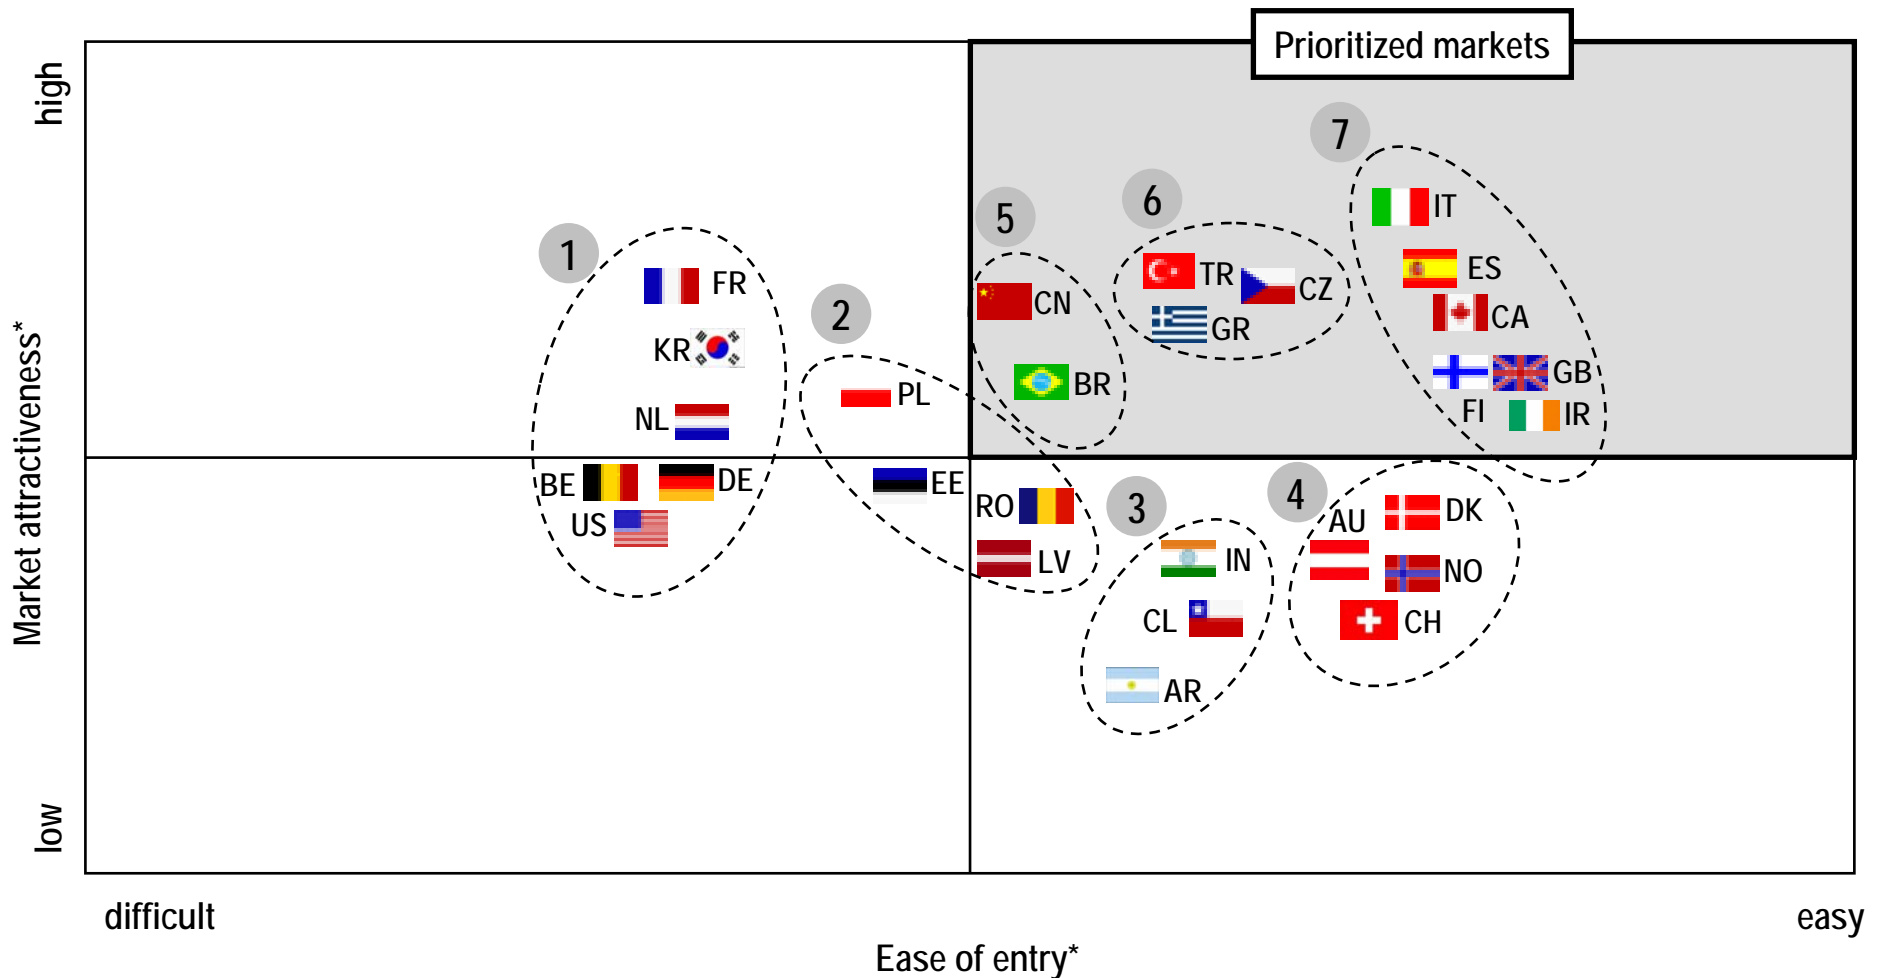 Prioritized markets
high
7
IT
6
5
1
TR
ES
FR
CZ
CN
2
CA
GR
KR
GB
BR
PL
FI
IR
NL
Market attractiveness*
BE
DE
EE
4
RO
3
AU
DK
US
LV
IN
NO
CL
CH
AR
low
difficult
easy
Ease of entry*